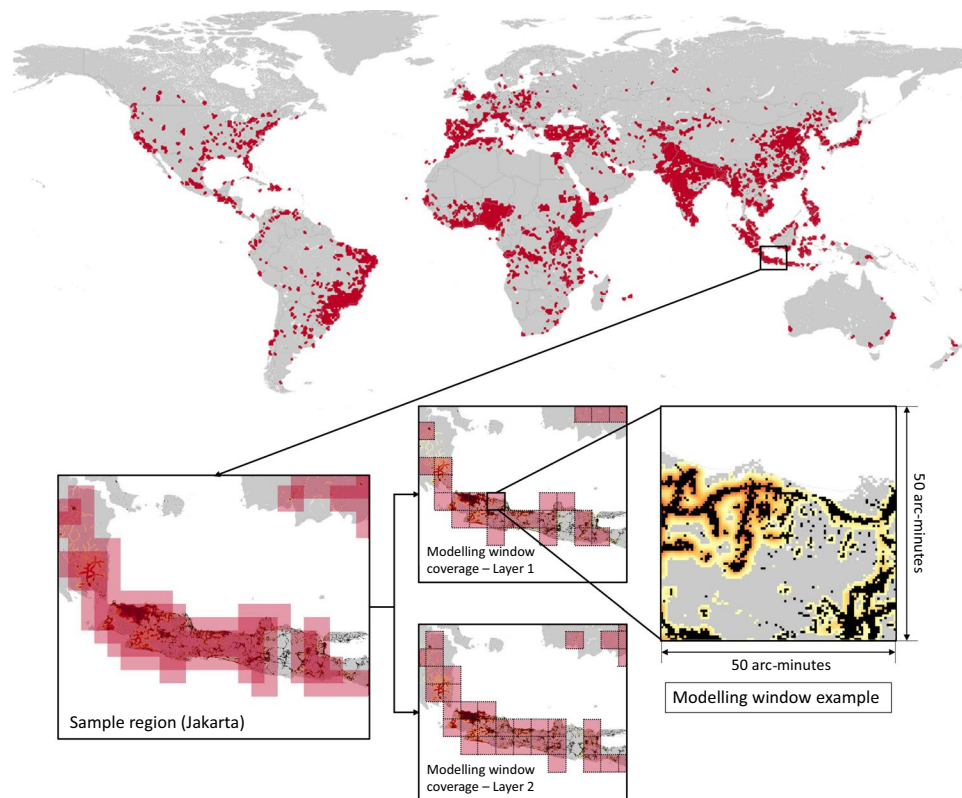 Modelling window
coverage – Layer 1
50 arc-minutes
50 arc-minutes
Modelling window example
Sample region (Jakarta)
Modelling window
coverage – Layer 2